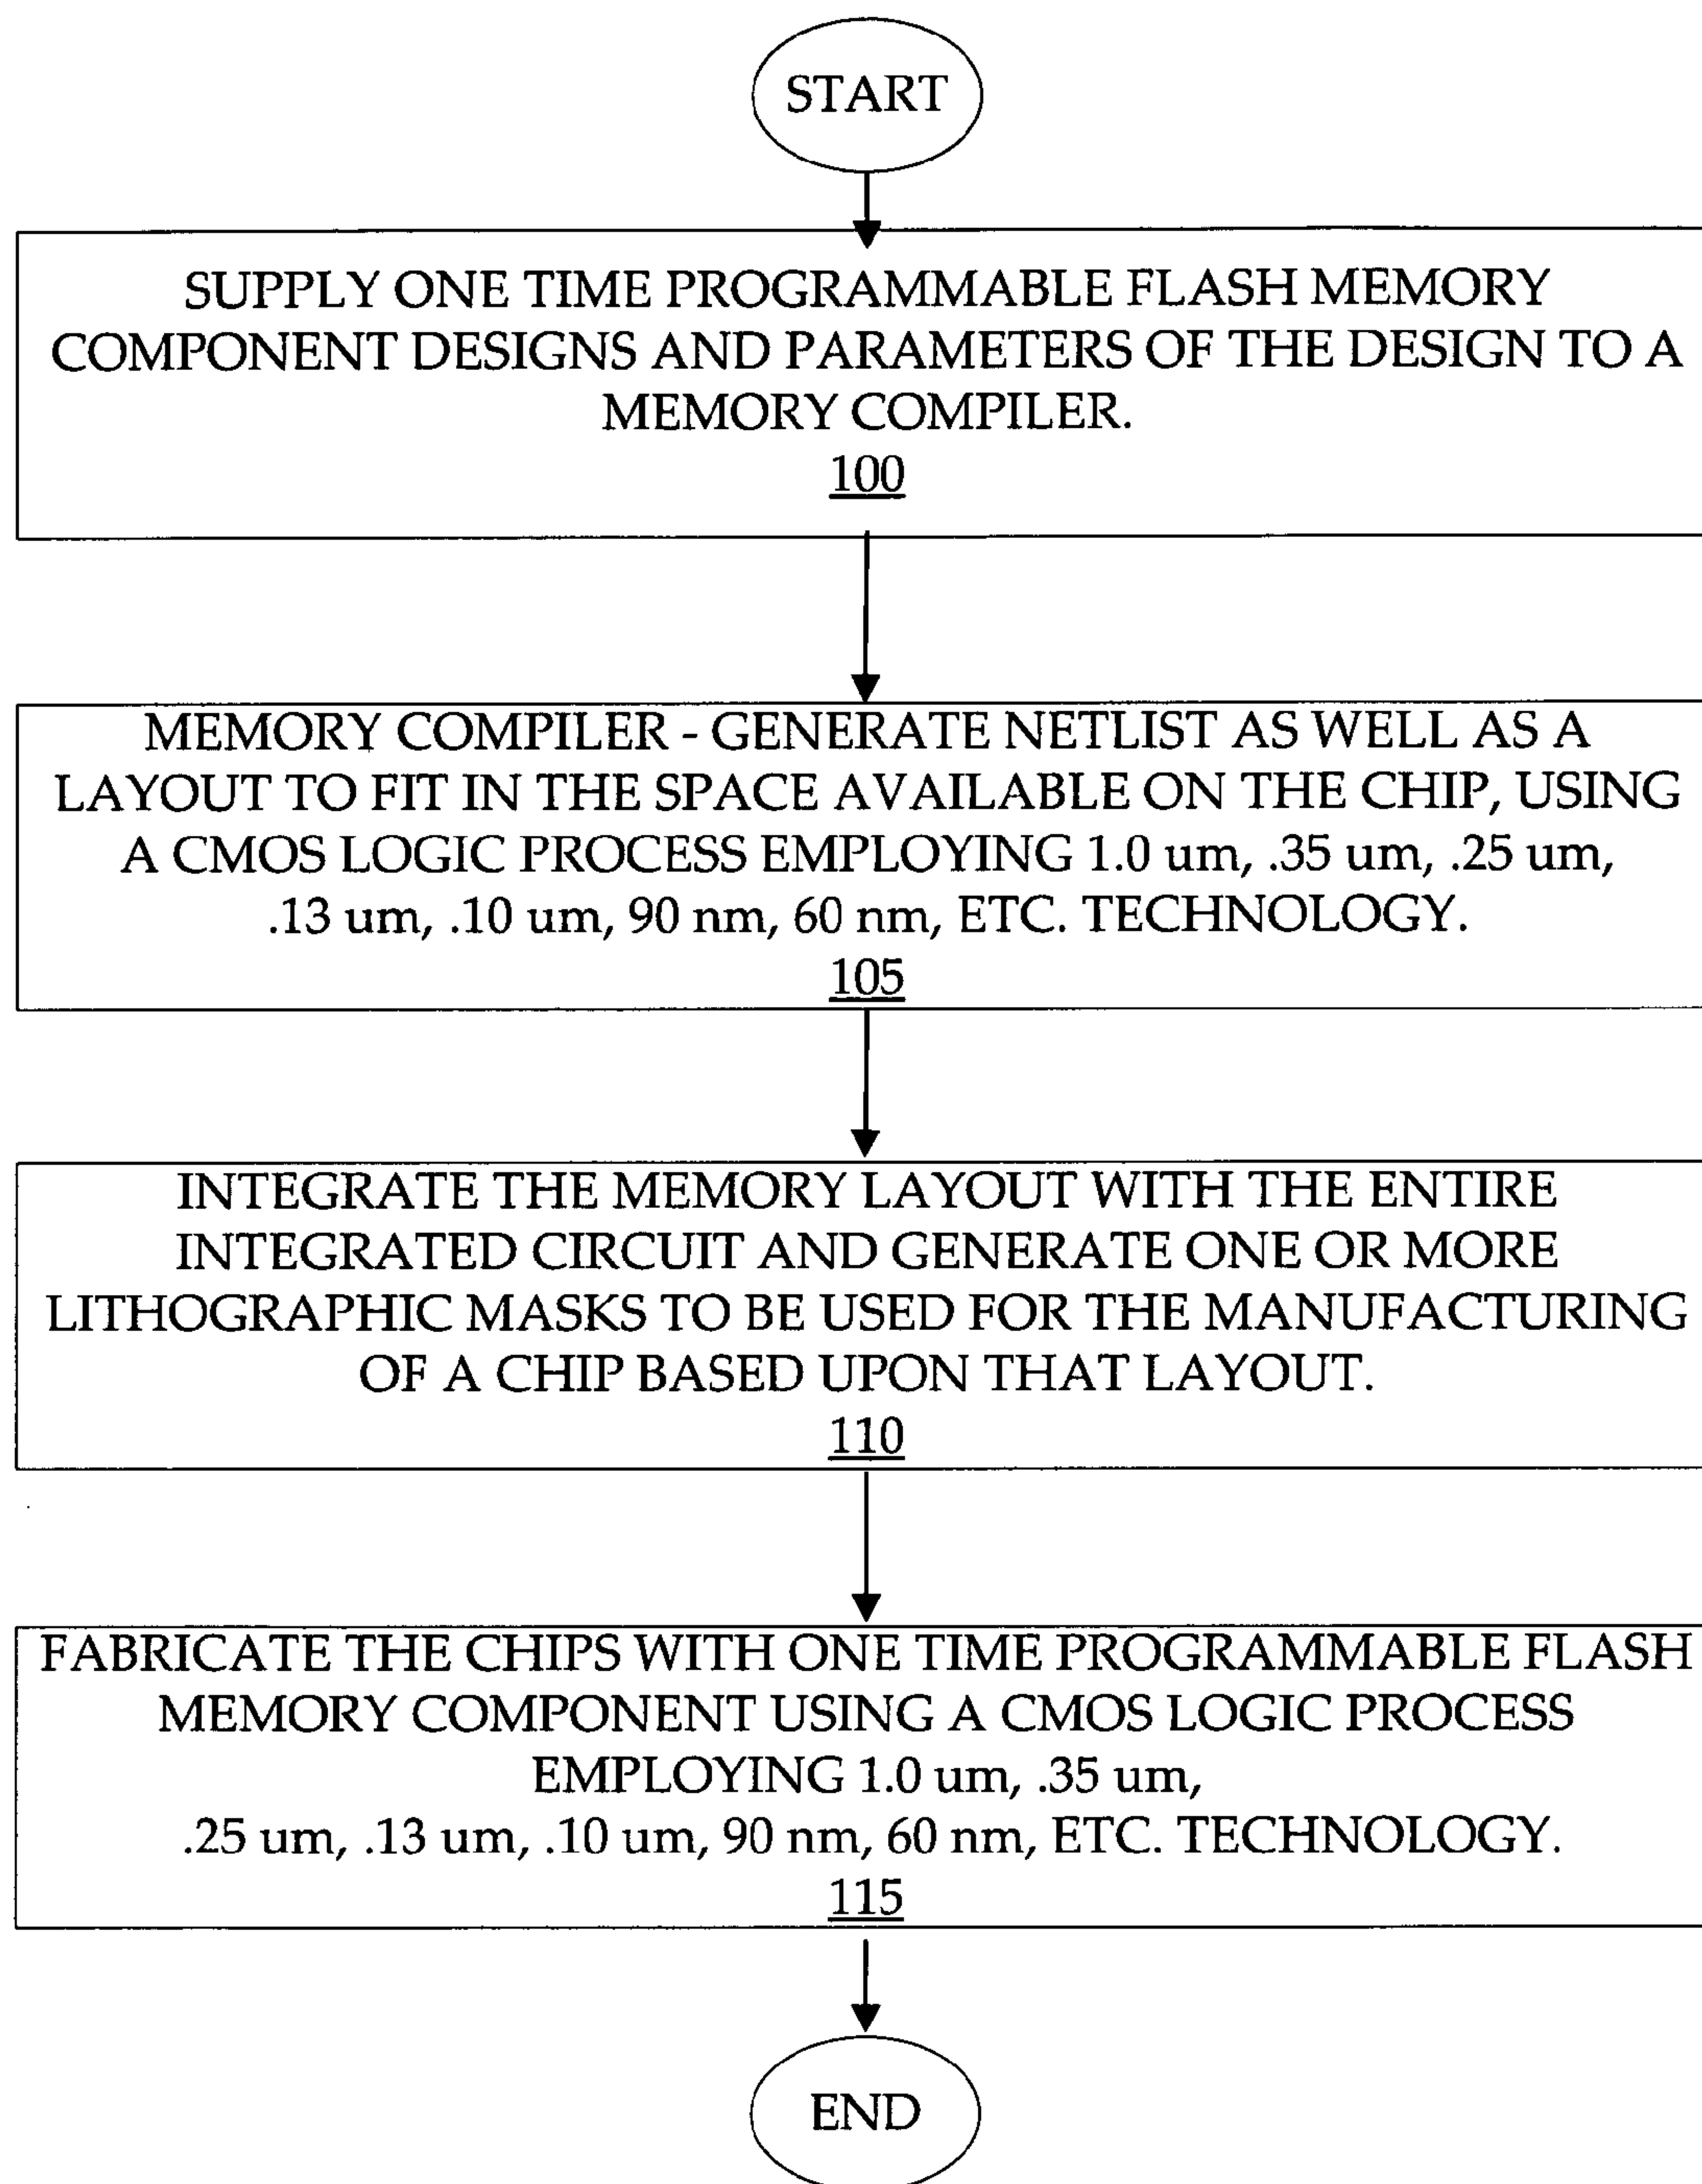 START
SUPPLY ONE TIME PROGRAMMABLE FLASH MEMORY
COMPONENT DESIGNS AND PARAMETERS OF THE DESIGN TO A
MEMORY COMPILER.
100
MEMORY COMPILER - GENERATE NETLIST AS WELL AS A
LAYOUT TO FIT IN THE SPACE AVAILABLE ON THE CHIP, USING
A CMOS LOGIC PROCESS EMPLOYING 1.0 um, .35 um, .25 um,
.13 um, .10 um, 90 nm, 60 nm, ETC. TECHNOLOGY.
105
INTEGRATE THE MEMORY LAYOUT WITH THE ENTIRE
INTEGRATED CIRCUIT AND GENERATE ONE OR MORE
LITHOGRAPHIC MASKS TO BE USED FOR THE MANUFACTURING
OF A CHIP BASED UPON THAT LAYOUT.
110
FABRICATE THE CHIPS WITH ONE TIME PROGRAMMABLE FLASH
MEMORY COMPONENT USING A CMOS LOGIC PROCESS
EMPLOYING 1.0 um, .35 um,
.25 um, .13 um, .10 um, 90 nm, 60 nm, ETC. TECHNOLOGY.
115
END